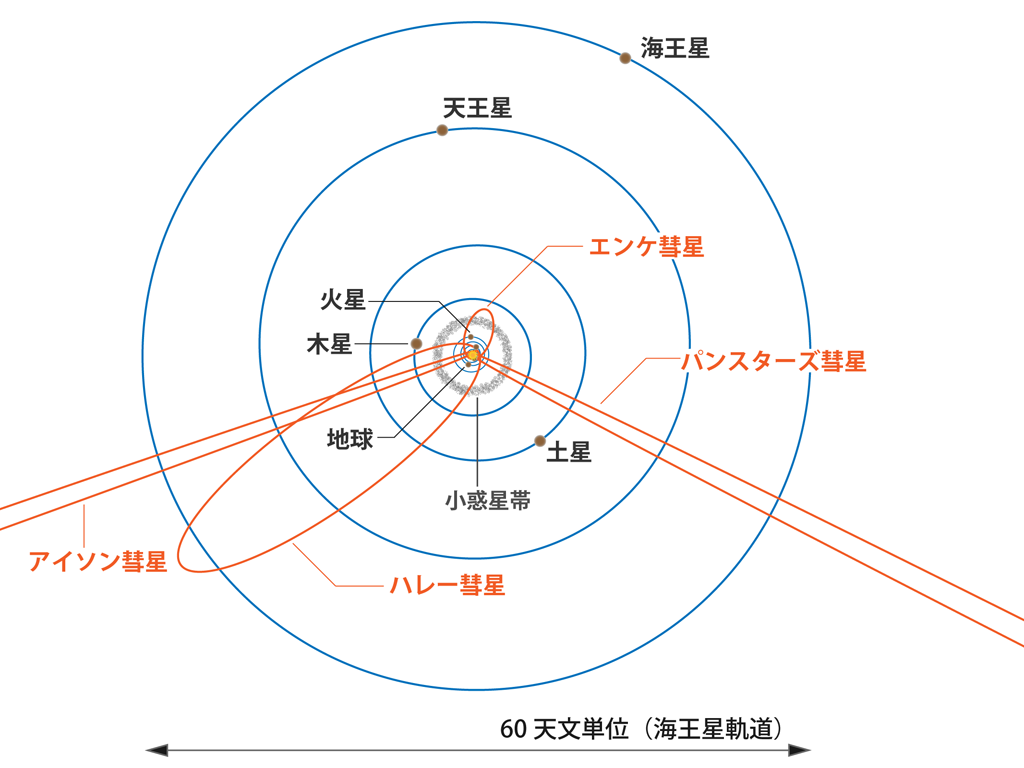 海王星
天王星
エンケ彗星
火星
木星
パンスターズ彗星
地球
土星
小惑星帯
アイソン彗星
ハレー彗星
60 天文単位（海王星軌道）